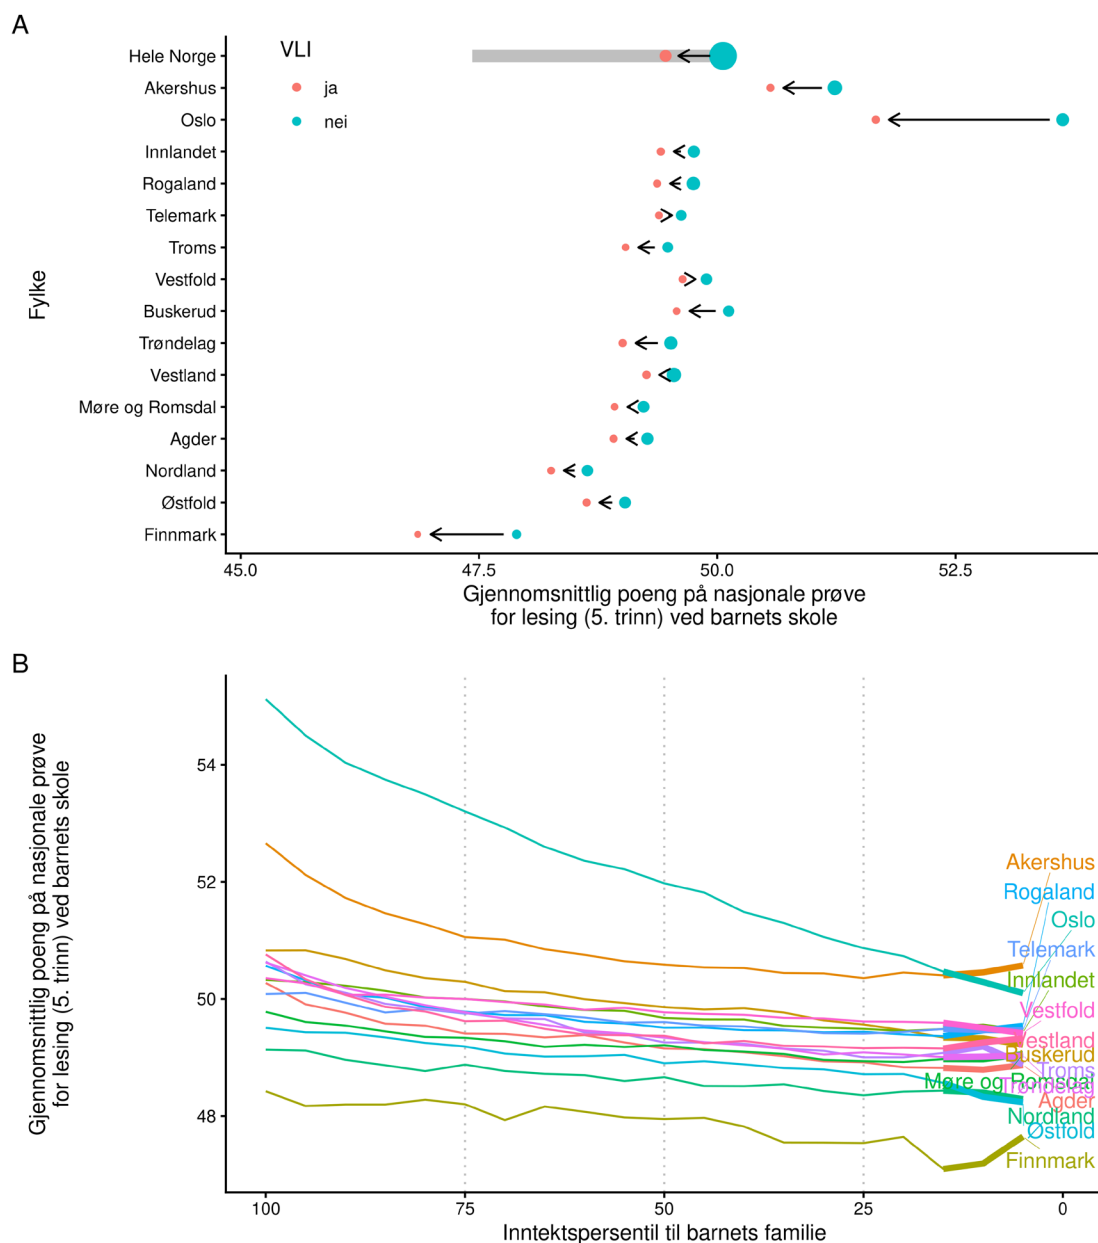 A
VLI
ja
nei
Fylke
Hele Norge
Akershus
Oslo
Innlandet
Rogaland
Telemark
Troms
Vestfold
Buskerud
Trøndelag
Vestland
Møre og Romsdal
Agder
Nordland
Østfold
Finnmark
45.0
47.5
50.0
52.5
Gjennomsnittlig poeng på nasjonale prøve
for lesing (5. trinn) ved barnets skole
B
Gjennomsnittlig poeng på nasjonale prøve
for lesing (5. trinn) ved barnets skole
54
52
50
48
Akershus
Rogaland
Oslo
Telemark
Innlandet
Vestfold
Vestland
Buskerud
Troms
Møre og Romsdal
Trøndelag
Agder
Nordland
Østfold
Finnmark
100
75
50
25
0
Inntektspersentil til barnets familie